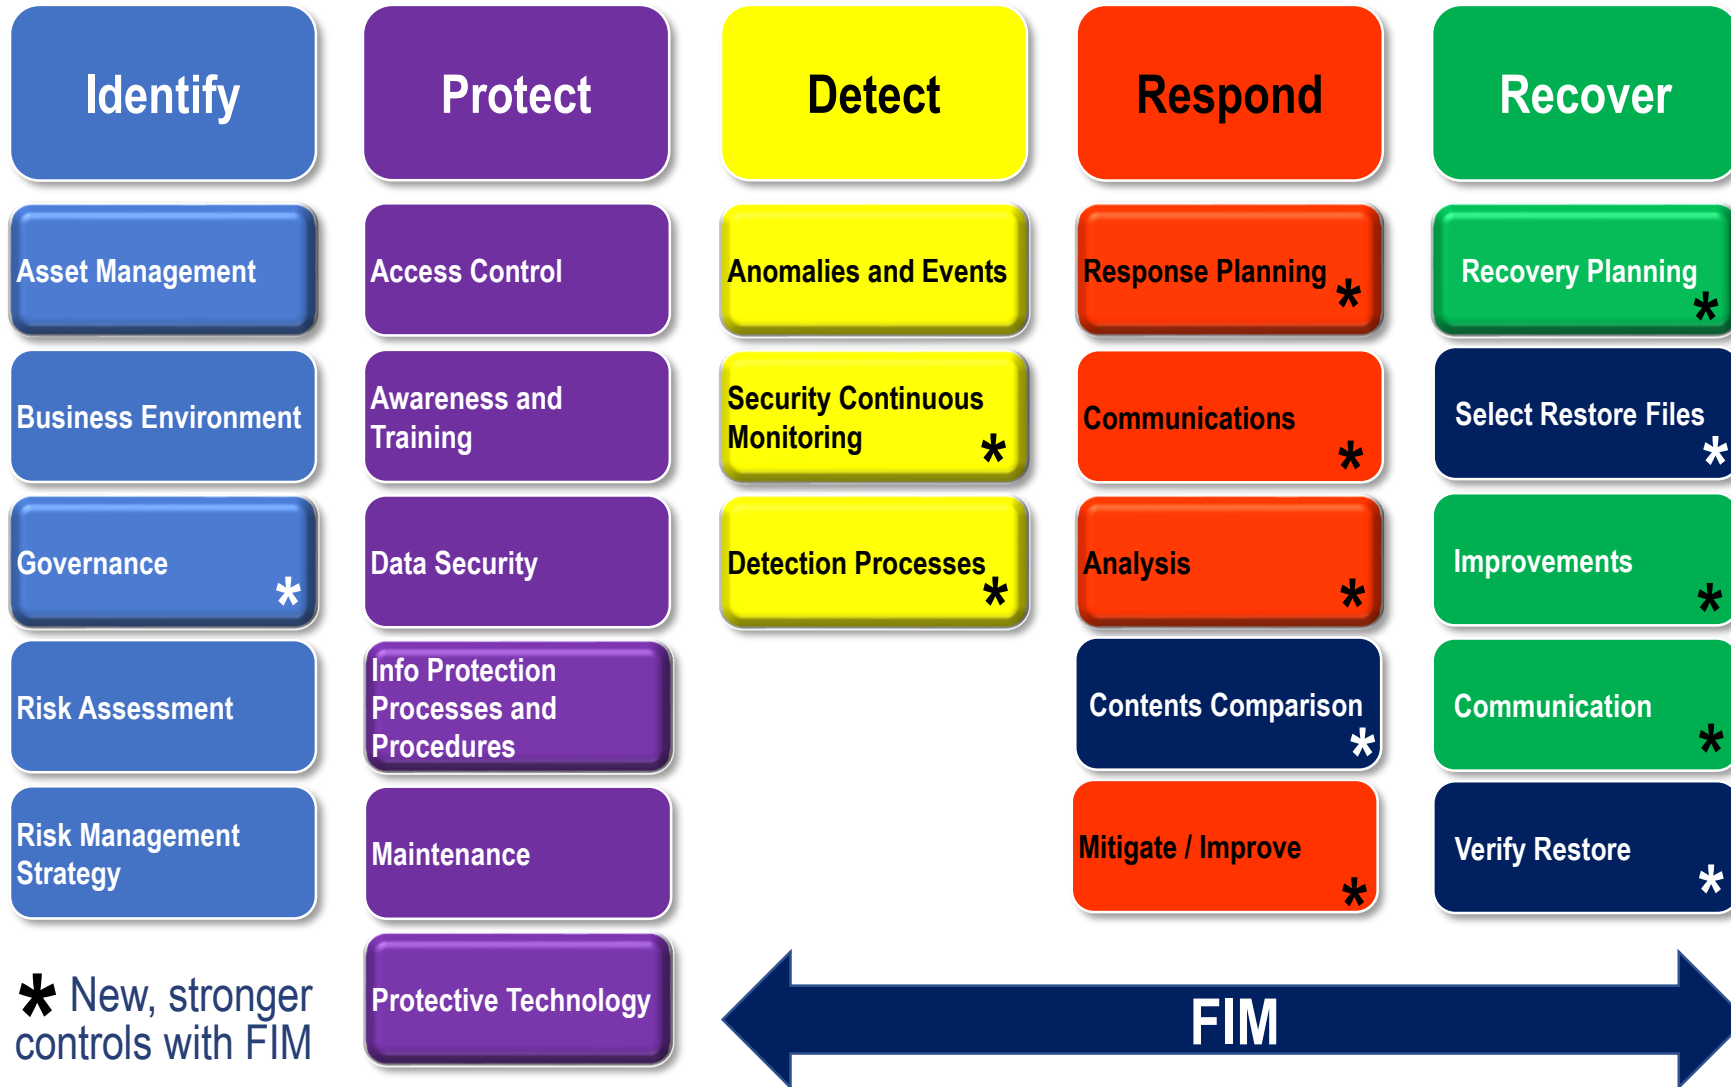 Identify
Protect
Detect
Respond
Recover
Asset Management
Access Control
Anomalies and Events
Response Planning *
Recovery Planning *
Business Environment
Awareness and
Training
Security Continuous
Monitoring *
Communications *
Select Restore Files *
Governance *
Data Security
Detection Processes *
Analysis *
Improvements *
Risk Assessment
Info Protection
Processes and
Procedures
Contents Comparison *
Communication *
Risk Management
Strategy
Maintenance
Mitigate / Improve *
Verify Restore *
Protective Technology
* New, stronger
controls with FIM
FIM